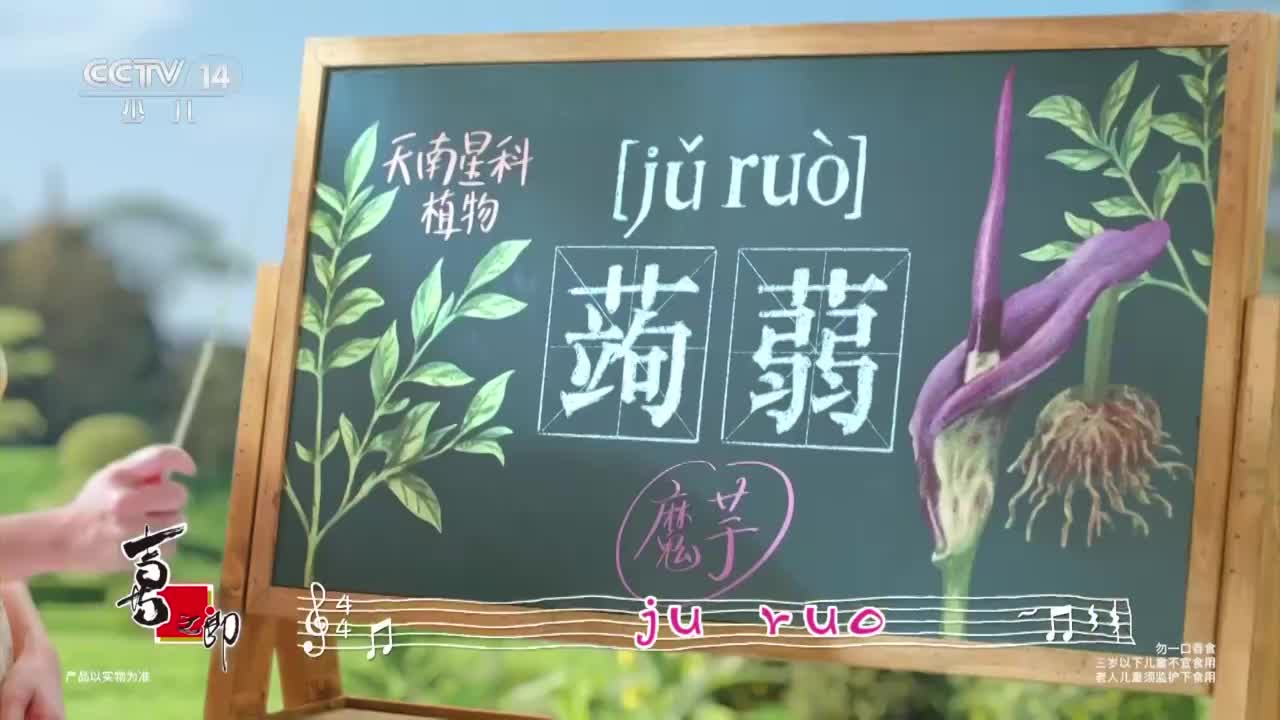 CCTV 14
少儿
天南星科
植物
[jǔ ruò]
蒟蒻
魔芋
喜之郎
4
4
ju ruo
产品以实物为准
勿一口吞食
三岁以下儿童不宜食用
老人儿童须监护下食用